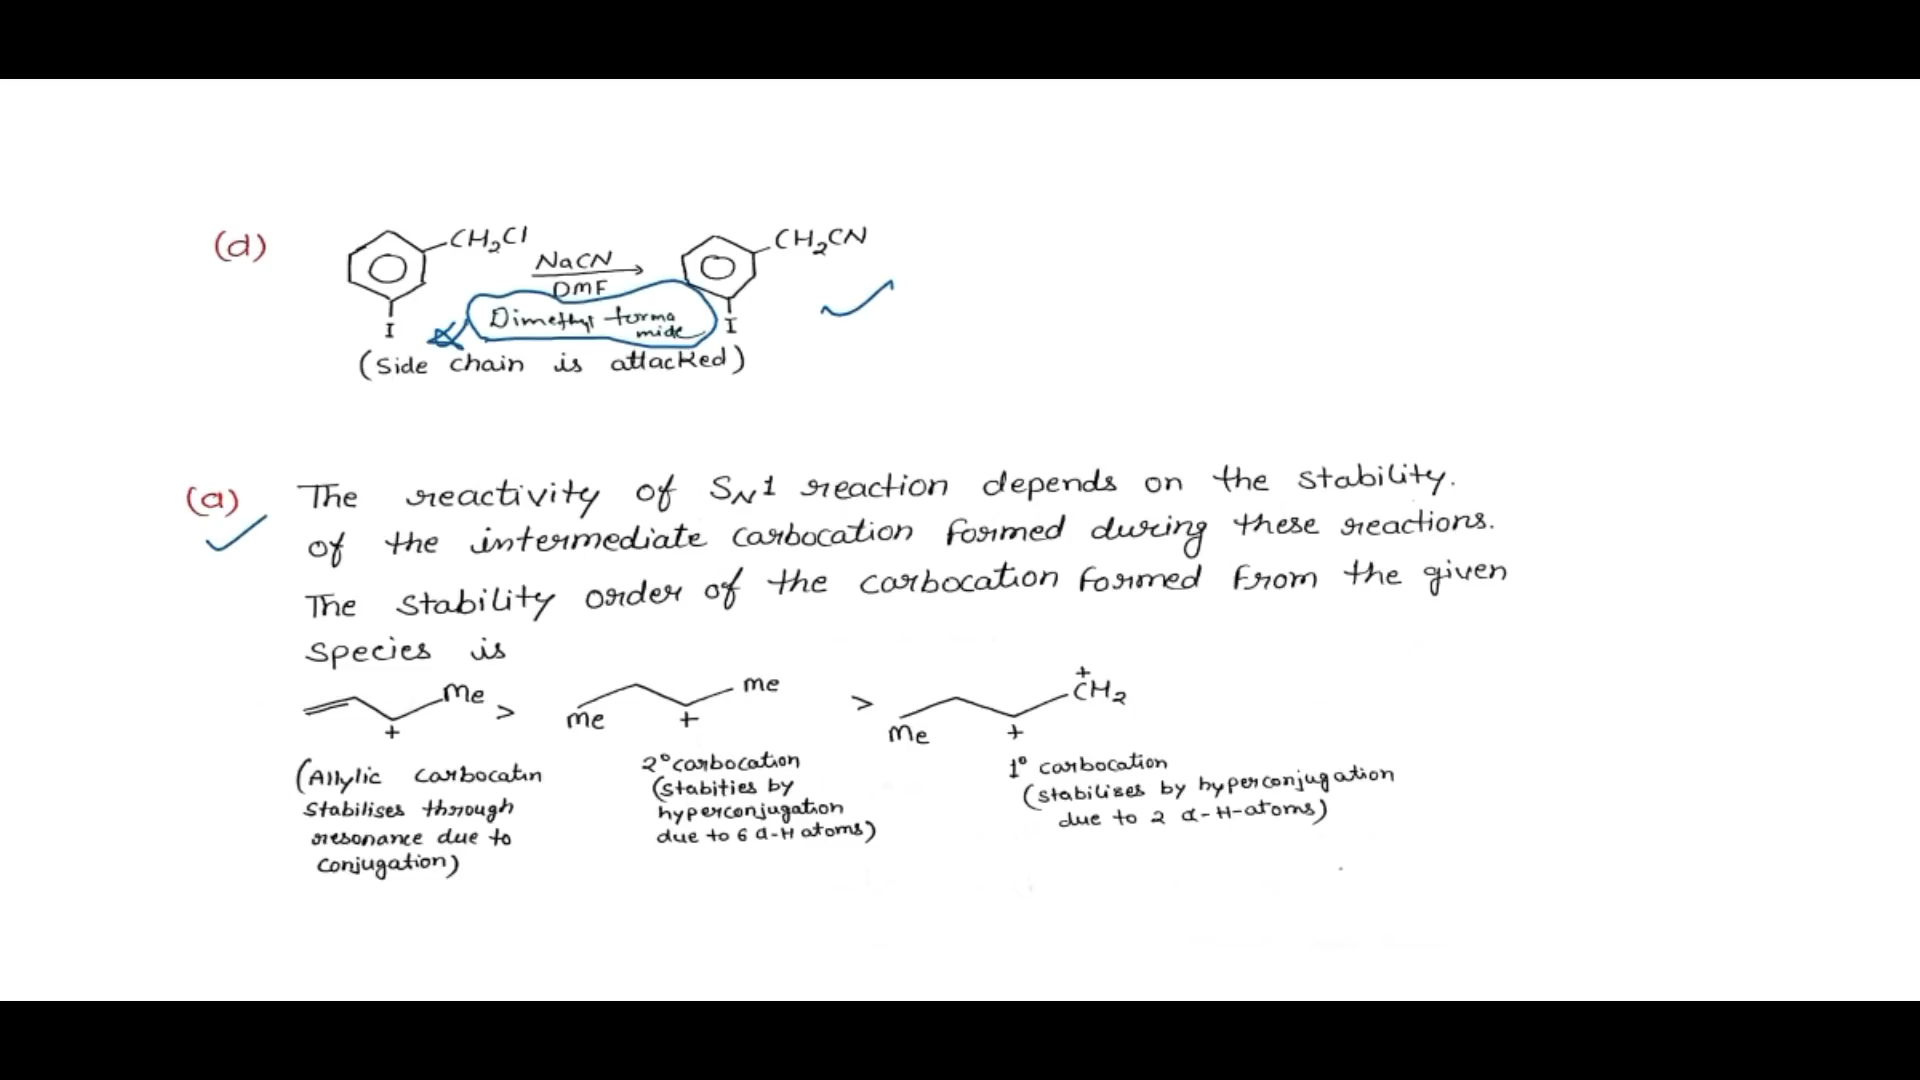 (d) CH2Cl NaCN CH2CN
DMF
Dimethyl forma
mide
I I
(Side chain is attacked)
(a) The reactivity of SN1 reaction depends on the stability.
of the intermediate carbocation formed during these reactions.
The stability order of the carbocation formed from the given
species is
Me > Me Me > Me CH2
+ + + +
(Allylic carbocatin
stabilises through
resonance due to
conjugation)
2° carbocation
(stabities by
hyperconjugation
due to 6 α-H atoms)
1° carbocation
(stabilises by hyperconjugation
due to 2 α-H-atoms)